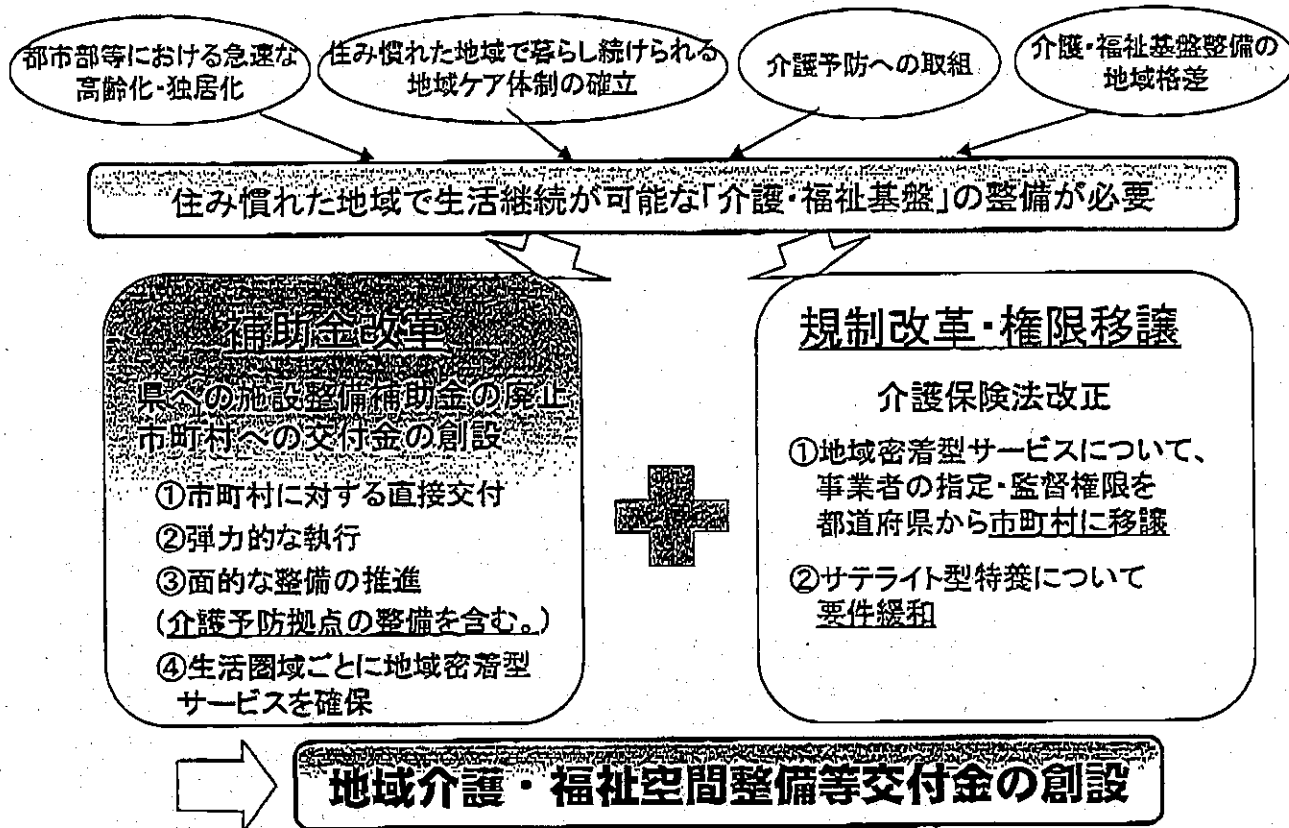 都市部等における急速な
高齢化・独居化
住み慣れた地域で暮らし続けられる
地域ケア体制の確立
介護予防への取組
介護・福祉基盤整備の
地域格差
住み慣れた地域で生活継続が可能な「介護・福祉基盤」の整備が必要
補助金改革
県への施設整備補助金の廃止
市町村への交付金の創設
①市町村に対する直接交付
②弾力的な執行
③面的な整備の推進
(介護予防拠点の整備を含む。)
④生活圏域ごとに地域密着型
サービスを確保
規制改革・権限移譲
介護保険法改正
①地域密着型サービスについて、
事業者の指定・監督権限を
都道府県から市町村に移譲
②サテライト型特養について
要件緩和
地域介護・福祉空間整備等交付金の創設